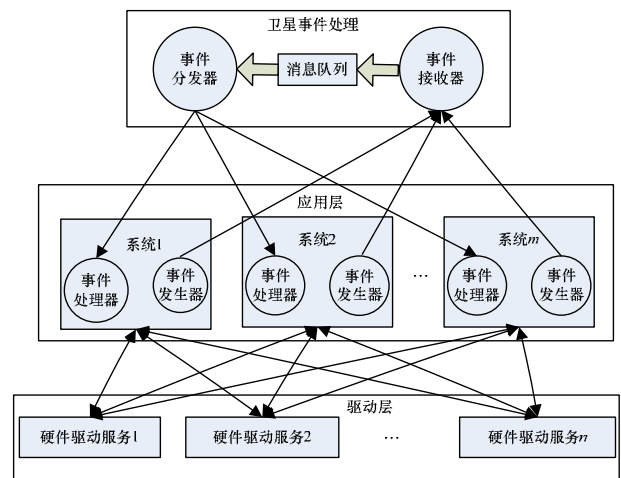 卫星事件处理
事件
分发器
消息队列
事件
接收器
应用层
系统1
事件
处理器
事件
发生器
系统2
事件
处理器
事件
发生器
…
系统m
事件
处理器
事件
发生器
驱动层
硬件驱动服务1
硬件驱动服务2
…
硬件驱动服务n